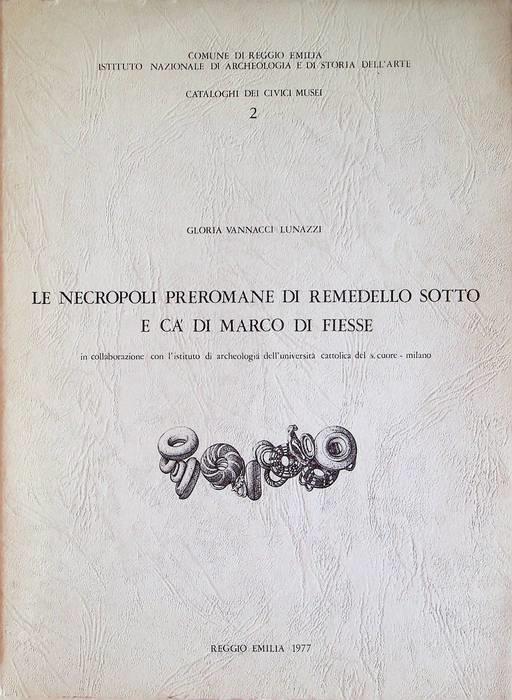 COMUNE DI REGGIO EMILIA
ISTITUTO NAZIONALE DI ARCHEOLOGIA E DI STORIA DELL'ARTE
CATALOGHI DEI CIVICI MUSEI
2
GLORIA VANNACCI LUNAZZI
LE NECROPOLI PREROMANE DI REMEDELLO SOTTO
E CA' DI MARCO DI FIESSE
in collaborazione con l'istituto di archeologia dell'università cattolica del s. cuore - milano
REGGIO EMILIA 1977